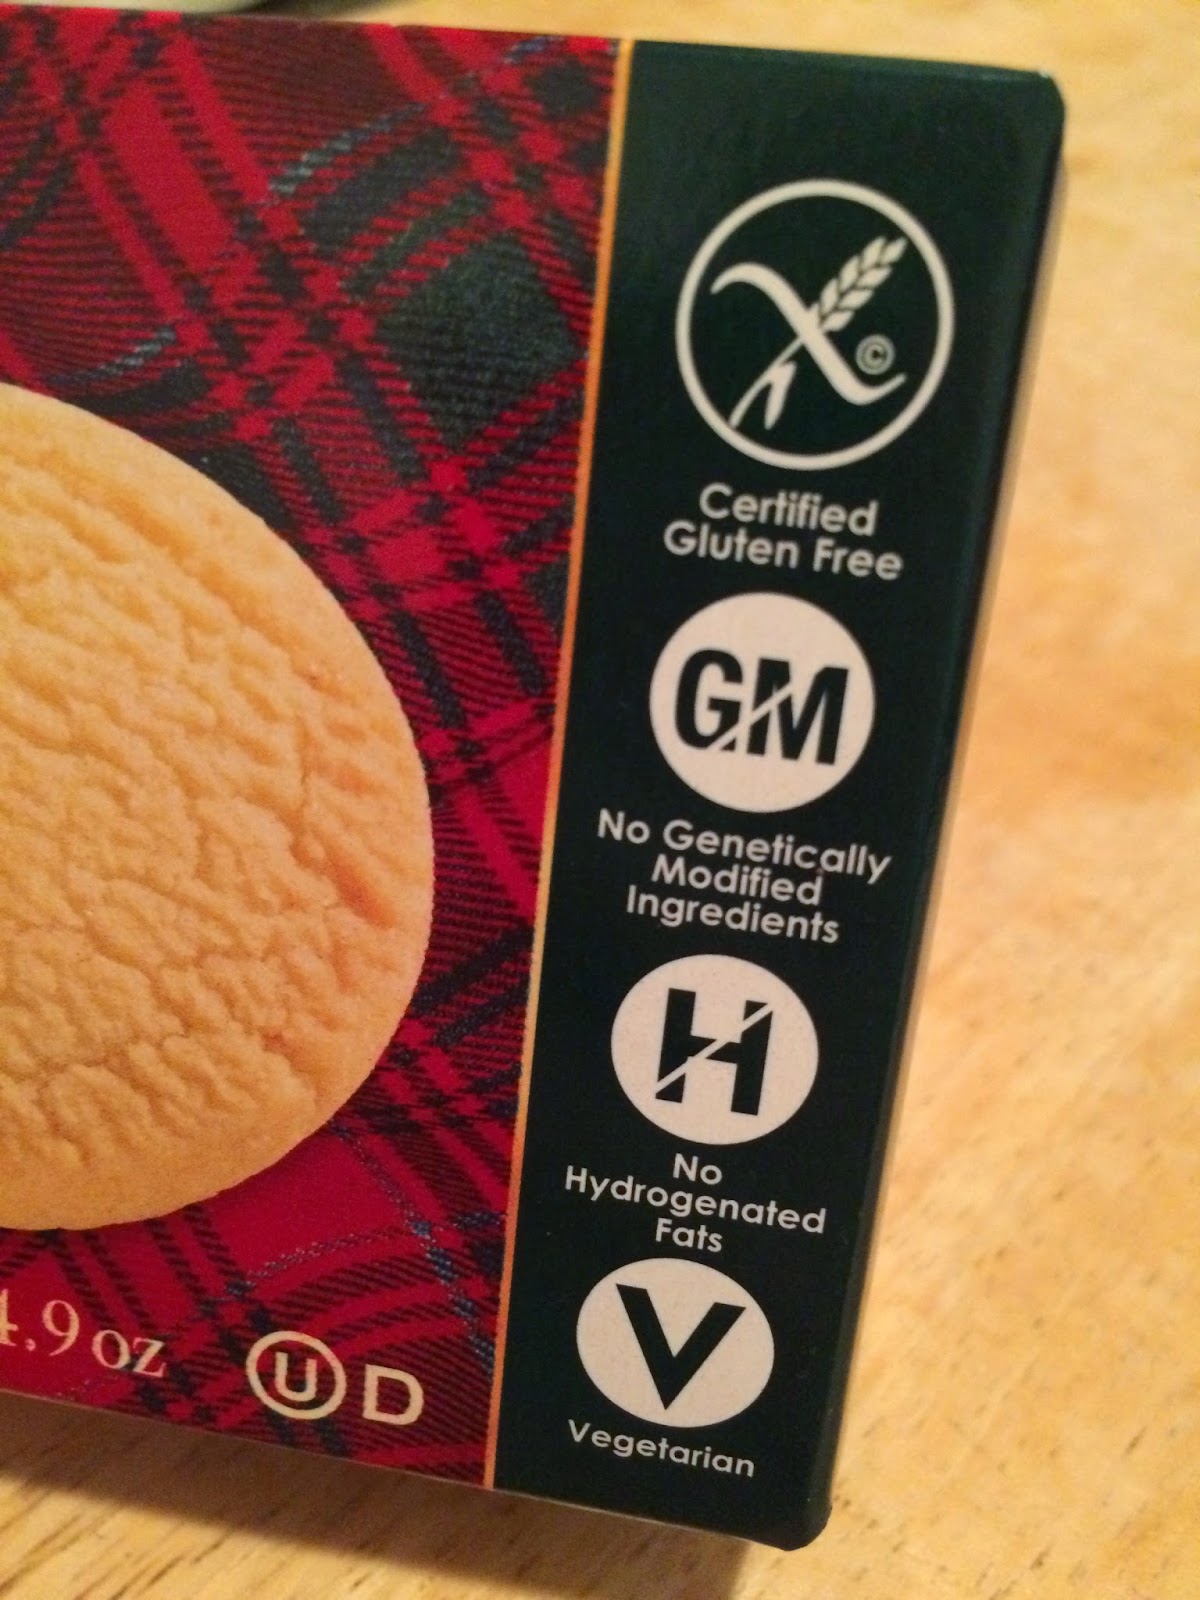 ©
Certified
Gluten Free
GM
No Genetically
Modified
Ingredients
H
No
Hydrogenated
Fats
V
Vegetarian
4.9 oz
U D